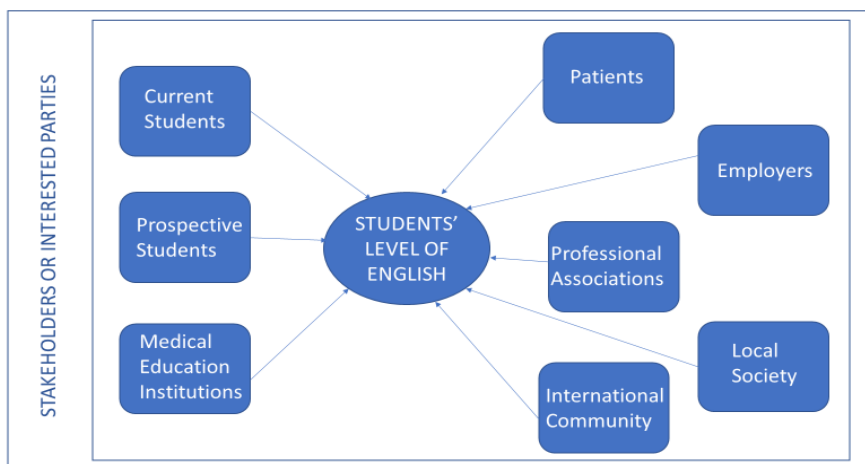 STAKEHOLDERS OR INTERESTED PARTIES
Current
Students
Prospective
Students
Medical
Education
Institutions
STUDENTS’
LEVEL OF
ENGLISH
Patients
Employers
Professional
Associations
Local
Society
International
Community